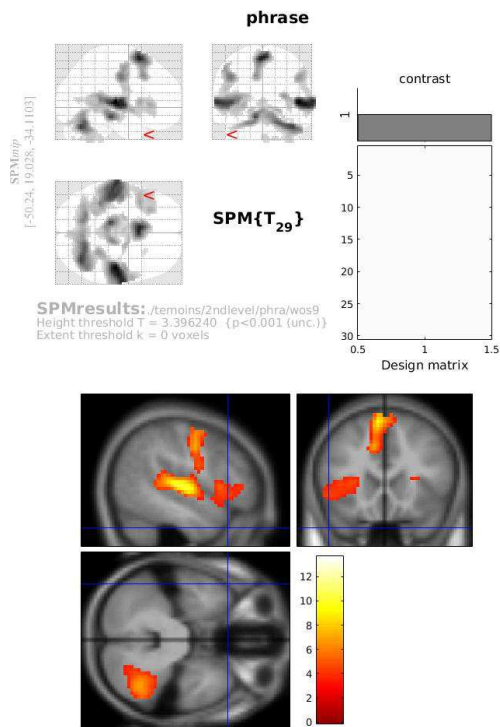 phrase
SPMmip
[-50.24, 19.028, -34.1103]
<
<
<
SPM{T29}
contrast
1
5
10
15
20
25
30
0.5 1 1.5
Design matrix
SPMresults:./temoins/2ndlevel/phra/wos9
Height threshold T = 3.396240 {p<0.001 (unc.)}
Extent threshold k = 0 voxels
12
10
8
6
4
2
0